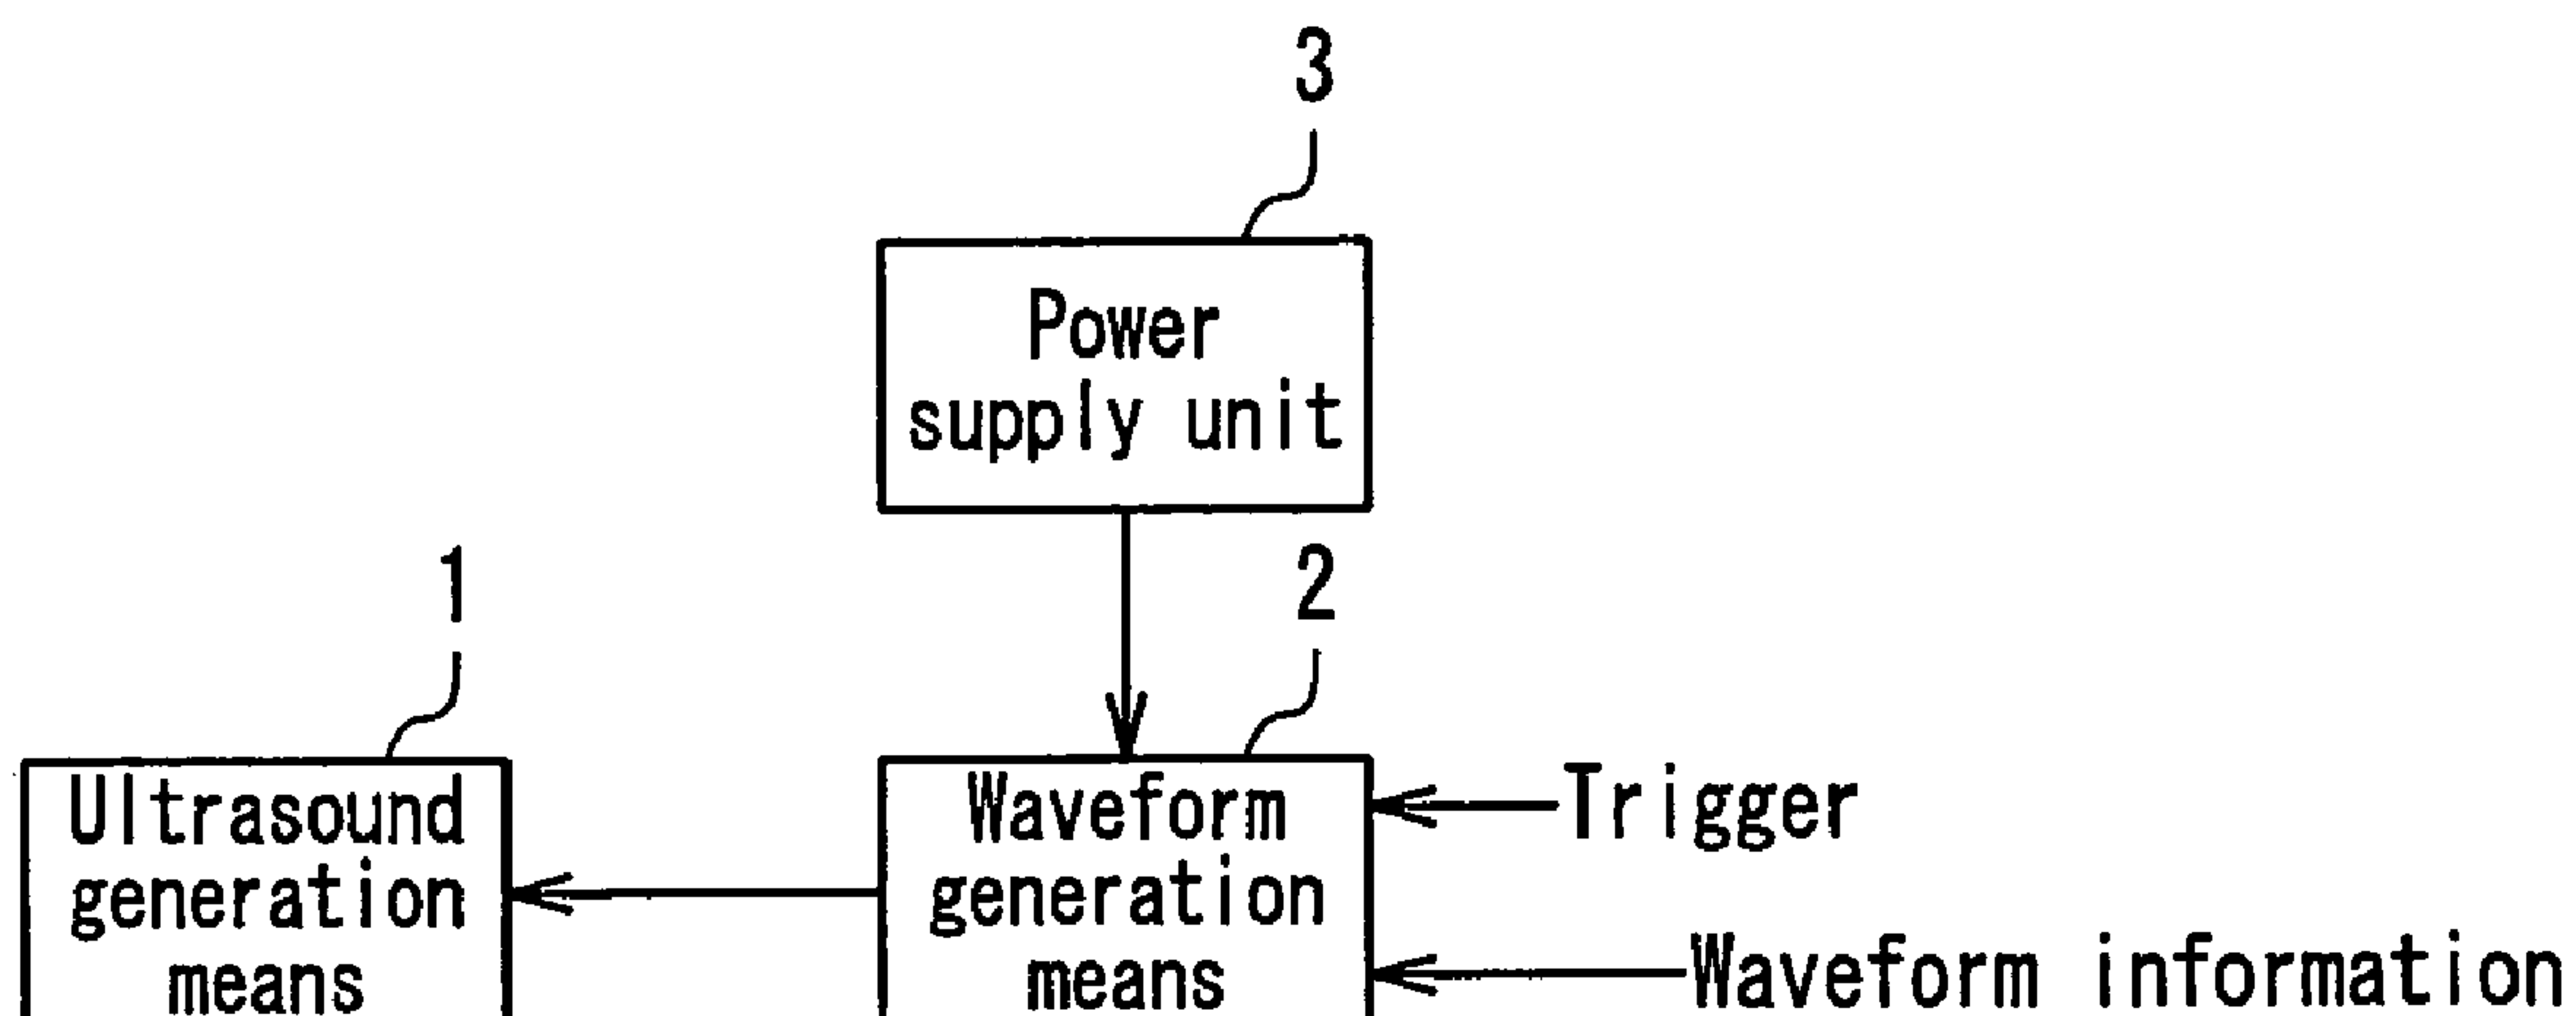 3
Power
supply unit
1
2
Ultrasound
generation
means
Waveform
generation
means
Trigger
Waveform information